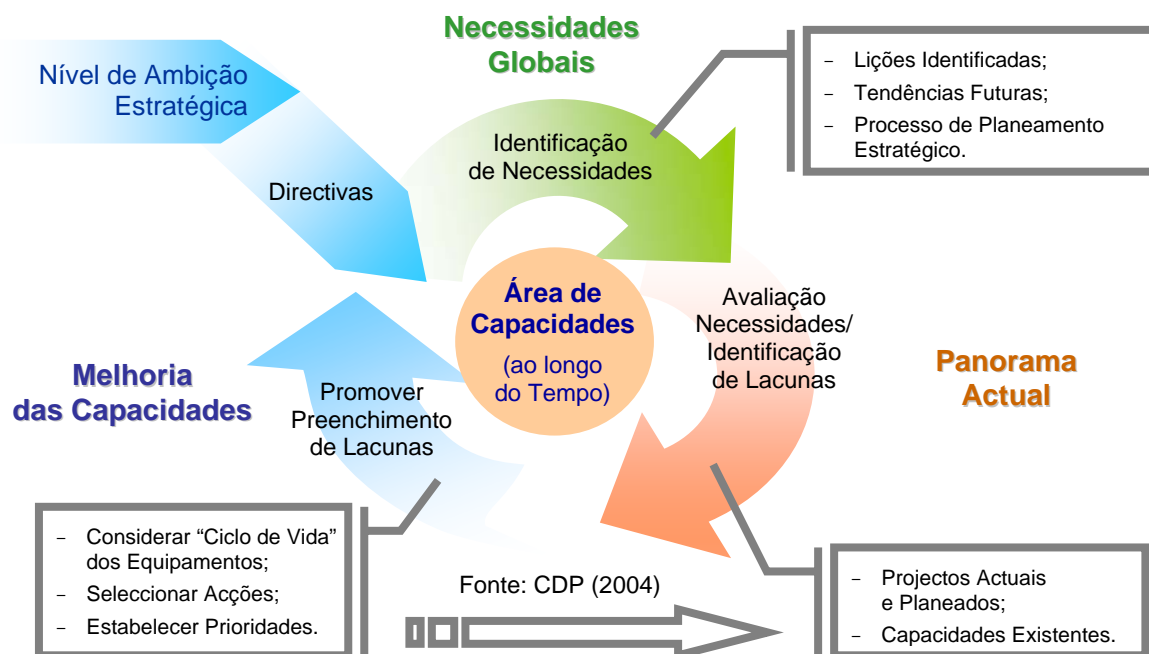 Necessidades
Globais
Nível de Ambição
Estratégica
Directivas
Identificação
de Necessidades
– Lições Identificadas;
– Tendências Futuras;
– Processo de Planeamento
Estratégico.
Área de
Capacidades
(ao longo
do Tempo)
Avaliação
Necessidades/
Identificação
de Lacunas
Panorama
Actual
Melhoria
das Capacidades
Promover
Preenchimento
de Lacunas
– Considerar “Ciclo de Vida”
dos Equipamentos;
– Seleccionar Acções;
– Estabelecer Prioridades.
Fonte: CDP (2004)
– Projectos Actuais
e Planeados;
– Capacidades Existentes.